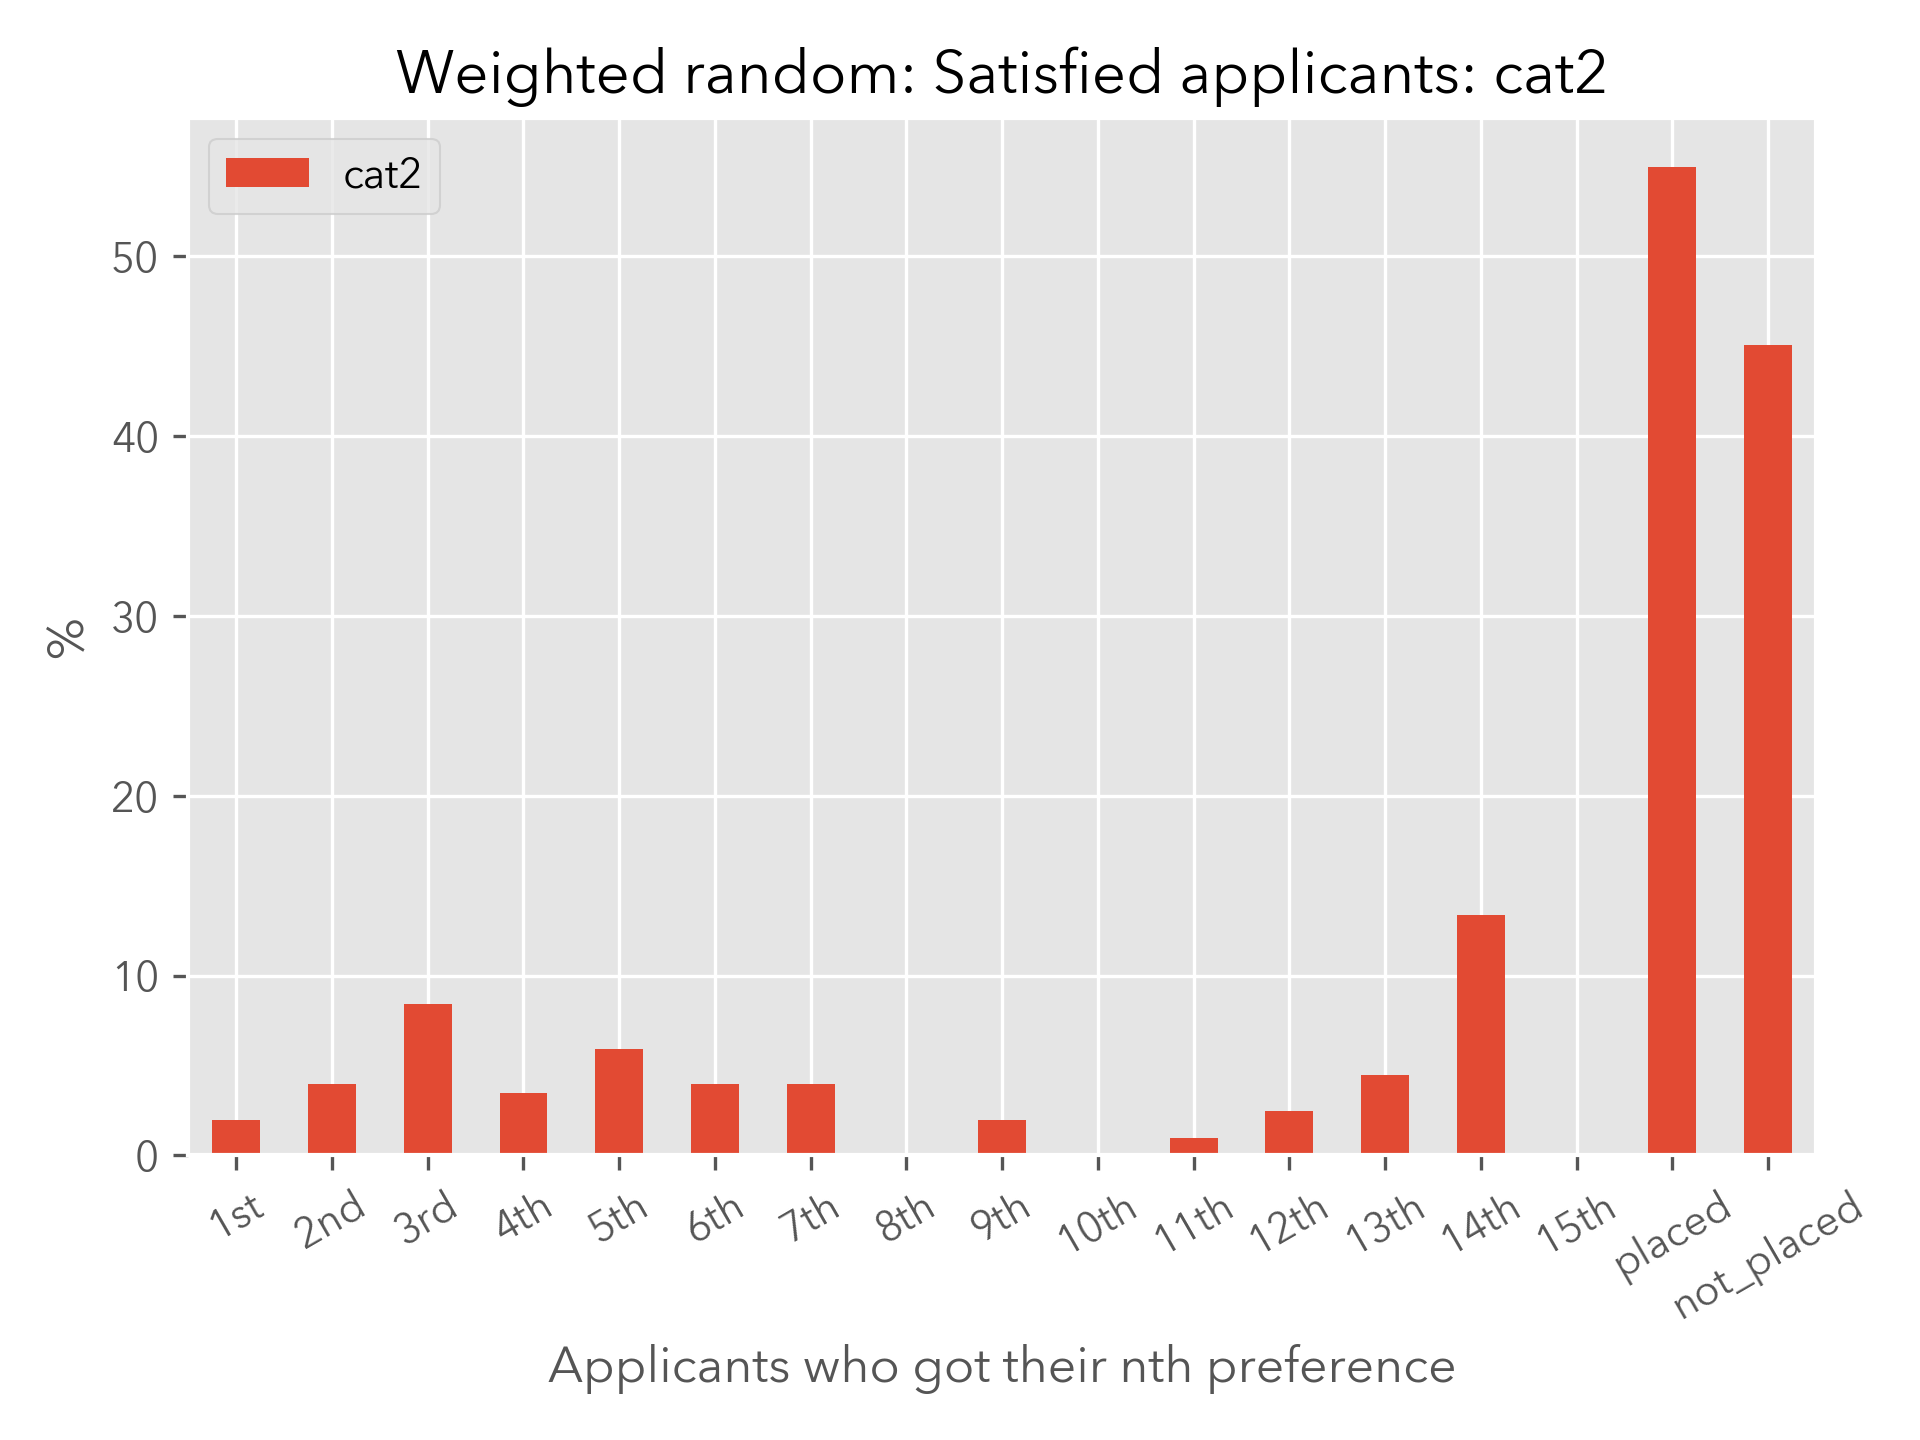 Weighted random: Satisfied applicants: cat2
cat2
50
40
30
20
10
0
%
1st
2nd
3rd
4th
5th
6th
7th
8th
9th
10th
11th
12th
13th
14th
15th
placed
not_placed
Applicants who got their nth preference